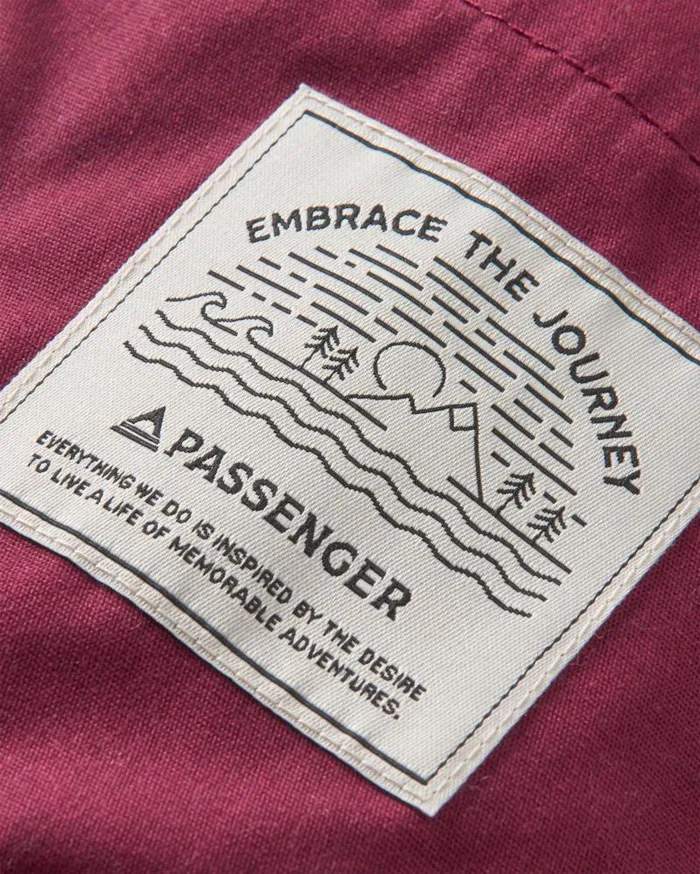 EMBRACE THE JOURNEY
PASSENGER
EVERYTHING WE DO IS INSPIRED BY THE DESIRE
TO LIVE A LIFE OF MEMORABLE ADVENTURES.